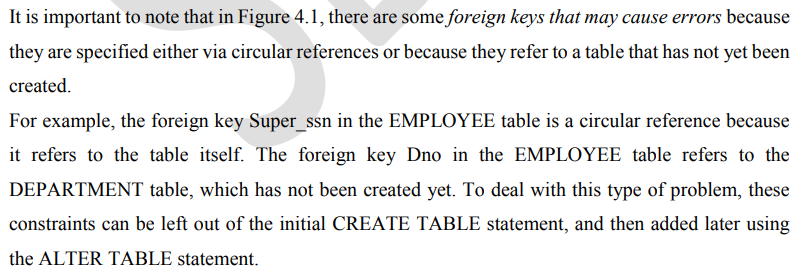 It is important to note that in Figure 4.1, there are some foreign keys that may cause errors because
they are specified either via circular references or because they refer to a table that has not yet been
created.
For example, the foreign key Super_ssn in the EMPLOYEE table is a circular reference because
it refers to the table itself. The foreign key Dno in the EMPLOYEE table refers to the
DEPARTMENT table, which has not been created yet. To deal with this type of problem, these
constraints can be left out of the initial CREATE TABLE statement, and then added later using
the ALTER TABLE statement.